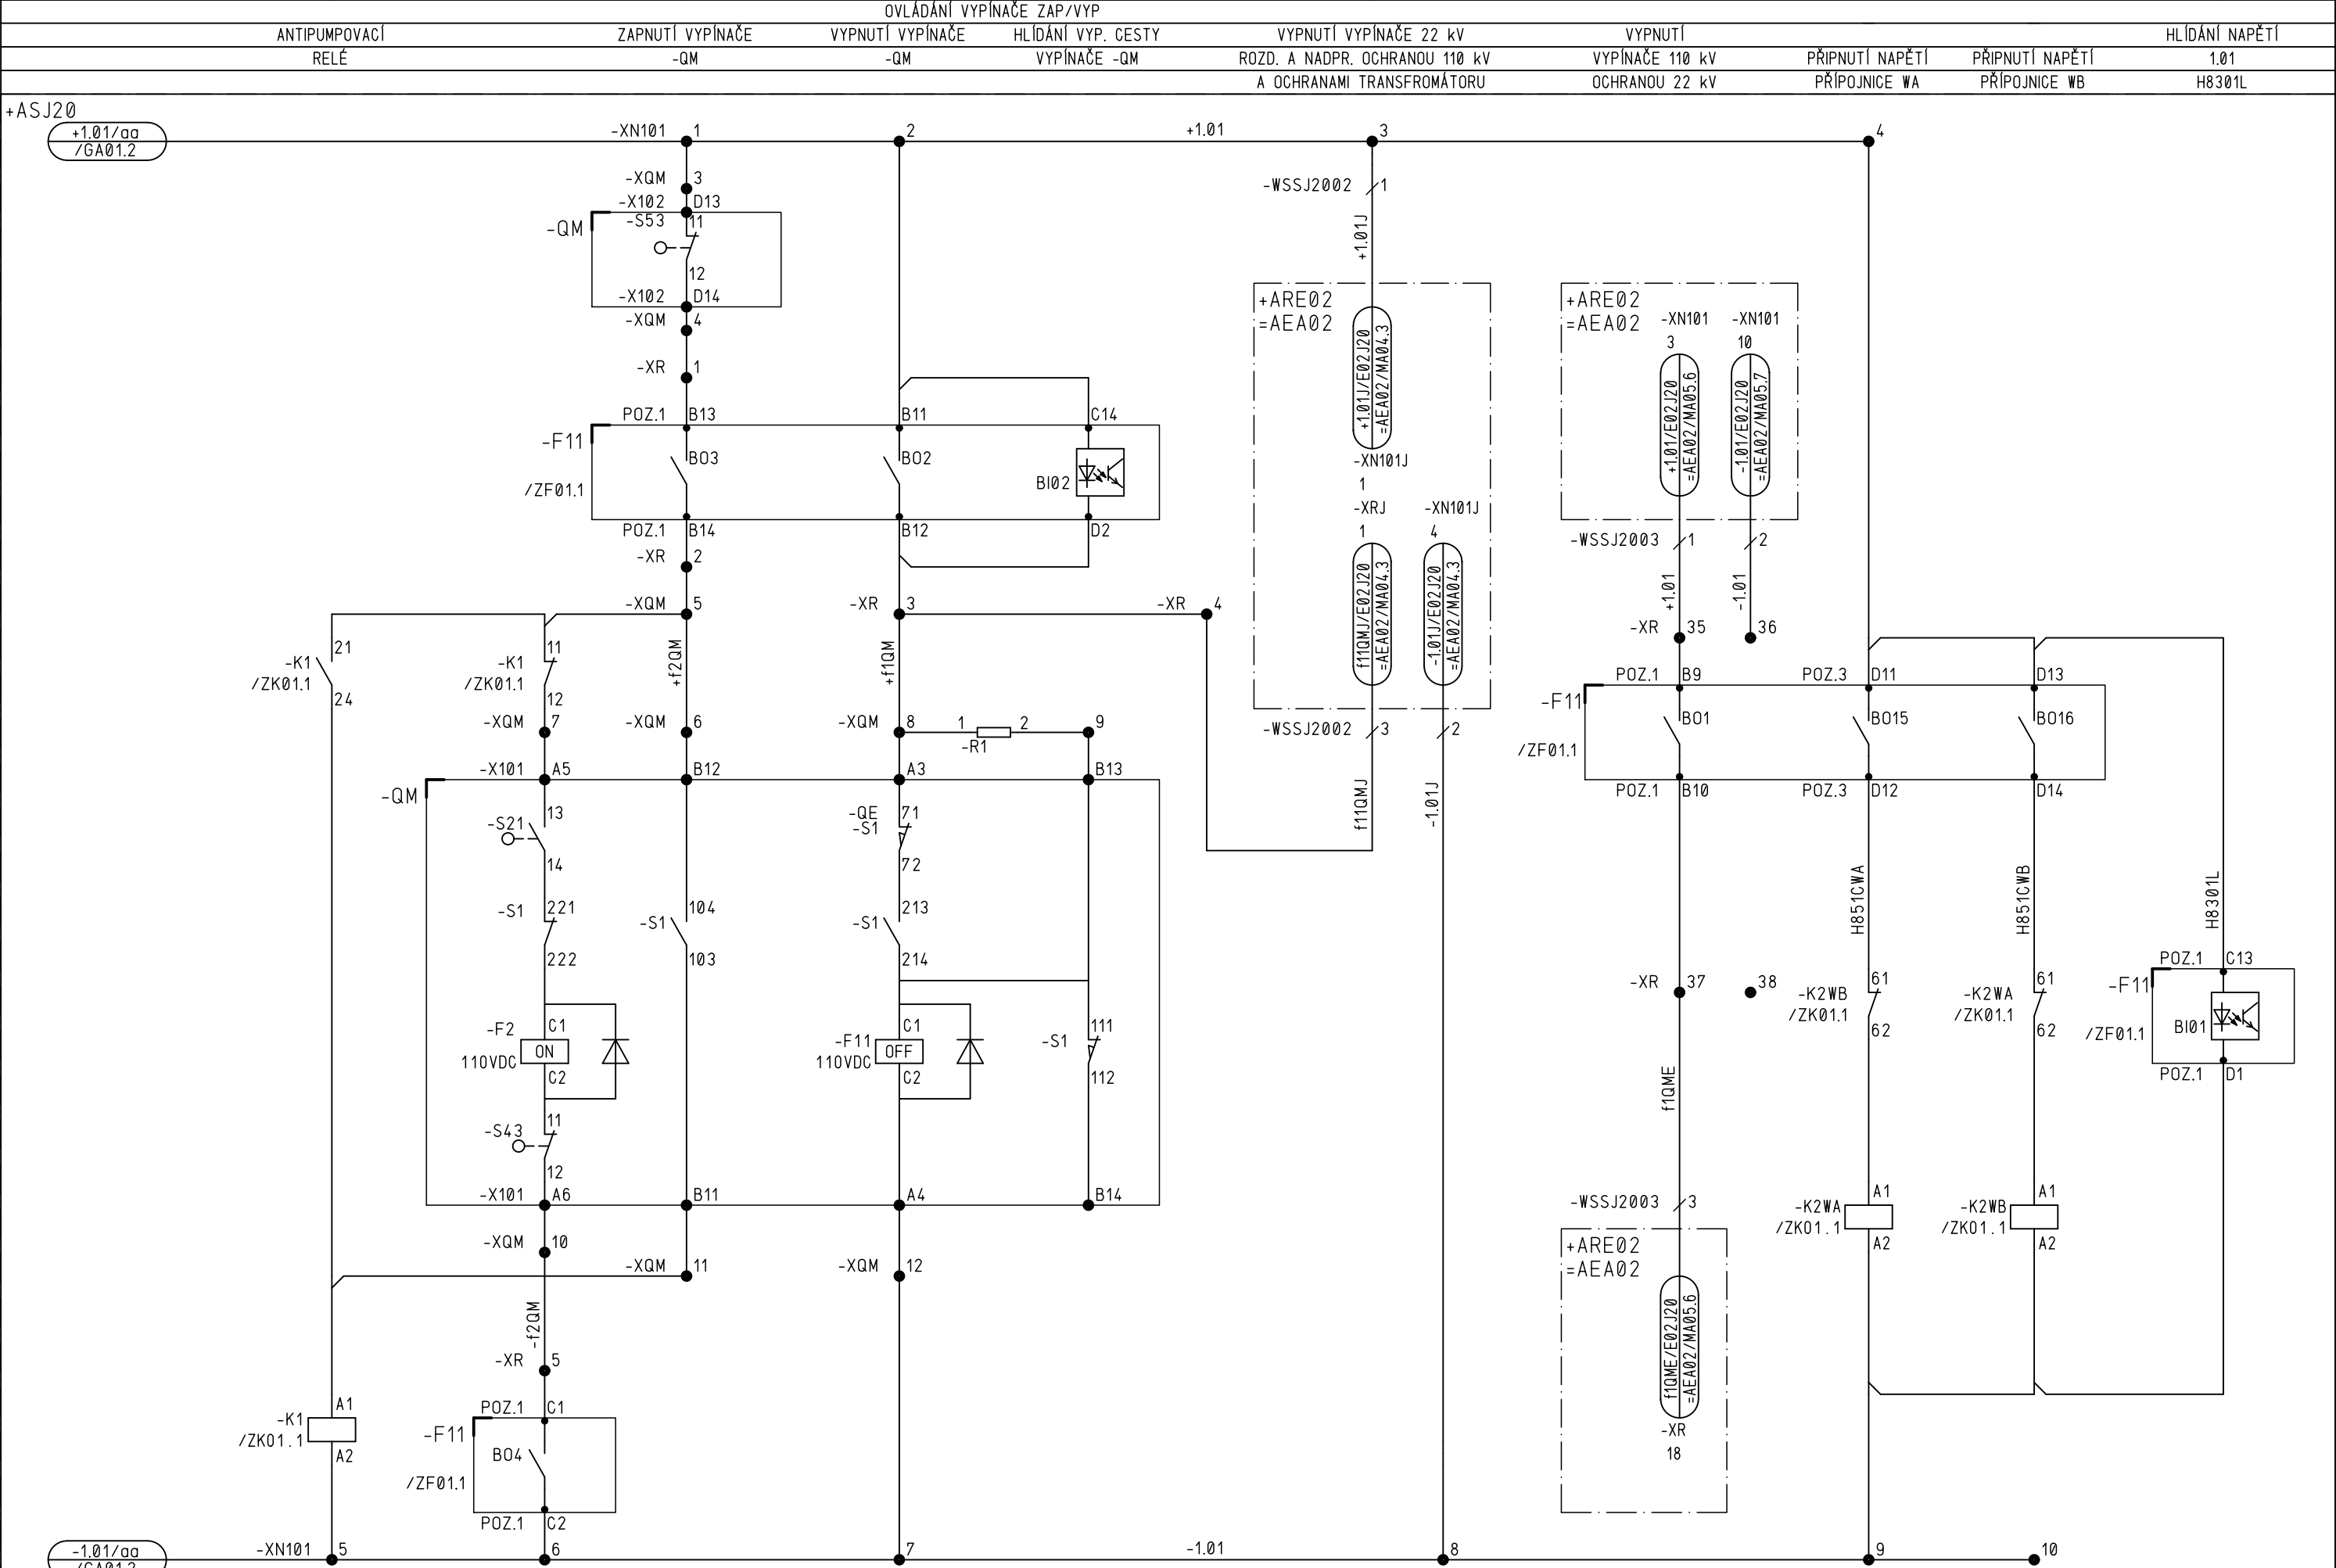 OVLÁDÁNÍ VYPÍNAČE ZAP/VYP
ANTIPUMPOVACÍ ZAPNUTÍ VYPÍNAČE VYPNUTÍ VYPÍNAČE HLÍDÁNÍ VYP. CESTY VYPNUTÍ VYPÍNAČE 22 kV VYPNUTÍ HLÍDÁNÍ NAPĚTÍ
RELÉ -QM -QM VYPÍNAČE -QM ROZD. A NADPR. OCHRANOU 110 kV VYPÍNAČE 110 kV PŘIPNUTÍ NAPĚTÍ PŘIPNUTÍ NAPĚTÍ 1.01
A OCHRANAMI TRANSFROMÁTORU OCHRANOU 22 kV PŘÍPOJNICE WA PŘÍPOJNICE WB H8301L
+ASJ20
+1.01/aa
/GA01.2
-XN101 1 2 +1.01 3 4
-XQM 3
-WSSJ2002 1
-X102 D13
-QM
-S53 11
+1.01J
12
-X102 D14
-XQM 4
+ARE02
=AEA02
+1.01J/E02J20
=AEA02/MA04.3
-XN101J
1
+ARE02
=AEA02
-XN101 -XN101
3 10
+1.01/E02J20
=AEA02/MA05.6
-1.01/E02J20
=AEA02/MA05.7
-XR 1
POZ.1 B13 B11 C14
-F11
/ZF01.1
BO3 BO2 BI02
POZ.1 B14 B12 D2
-XR 2
-XRJ -XN101J
1 4
f11QMJ/E02J20
=AEA02/MA04.3
-1.01J/E02J20
=AEA02/MA04.3
-WSSJ2003 1 2
+1.01 -1.01
-XQM 5 -XR 3 -XR 4
-XR 35 36
21 11
-K1
/ZK01.1
-K1
/ZK01.1
24 12
+f2QM +f1QM
POZ.1 B9 POZ.3 D11 D13
-F11
/ZF01.1
BO1 BO15 BO16
POZ.1 B10 POZ.3 D12 D14
-XQM 7 -XQM 6 -XQM 8 1 2 9
-R1
-WSSJ2002 3 2
f11QMJ -1.01J
-X101 A5 B12 A3 B13
-QM
-S21 13
14
-QE 71
-S1
72
-S1 221
222
-S1 104
103
-S1 213
214
H851CWA H851CWB H8301L
POZ.1 C13
-F11
/ZF01.1
BI01
POZ.1 D1
-XR 37 38
-K2WB 61
/ZK01.1
62
-K2WA 61
/ZK01.1
62
-F2 C1
110VDC ON
C2
-F11 C1
110VDC OFF
C2
-S1 111
112
f1QME
-S43 11
12
-X101 A6 B11 A4 B14
-WSSJ2003 3
-K2WA A1
/ZK01.1
A2
-K2WB A1
/ZK01.1
A2
-XQM 10
-XQM 11 -XQM 12
+ARE02
=AEA02
f1QME/E02J20
=AEA02/MA05.6
-XR
18
-f2QM
-XR 5
-K1 A1
/ZK01.1
A2
POZ.1 C1
-F11
/ZF01.1
BO4
POZ.1 C2
-1.01/aa
/GA01.2
-XN101 5 6 7 -1.01 8 9 10